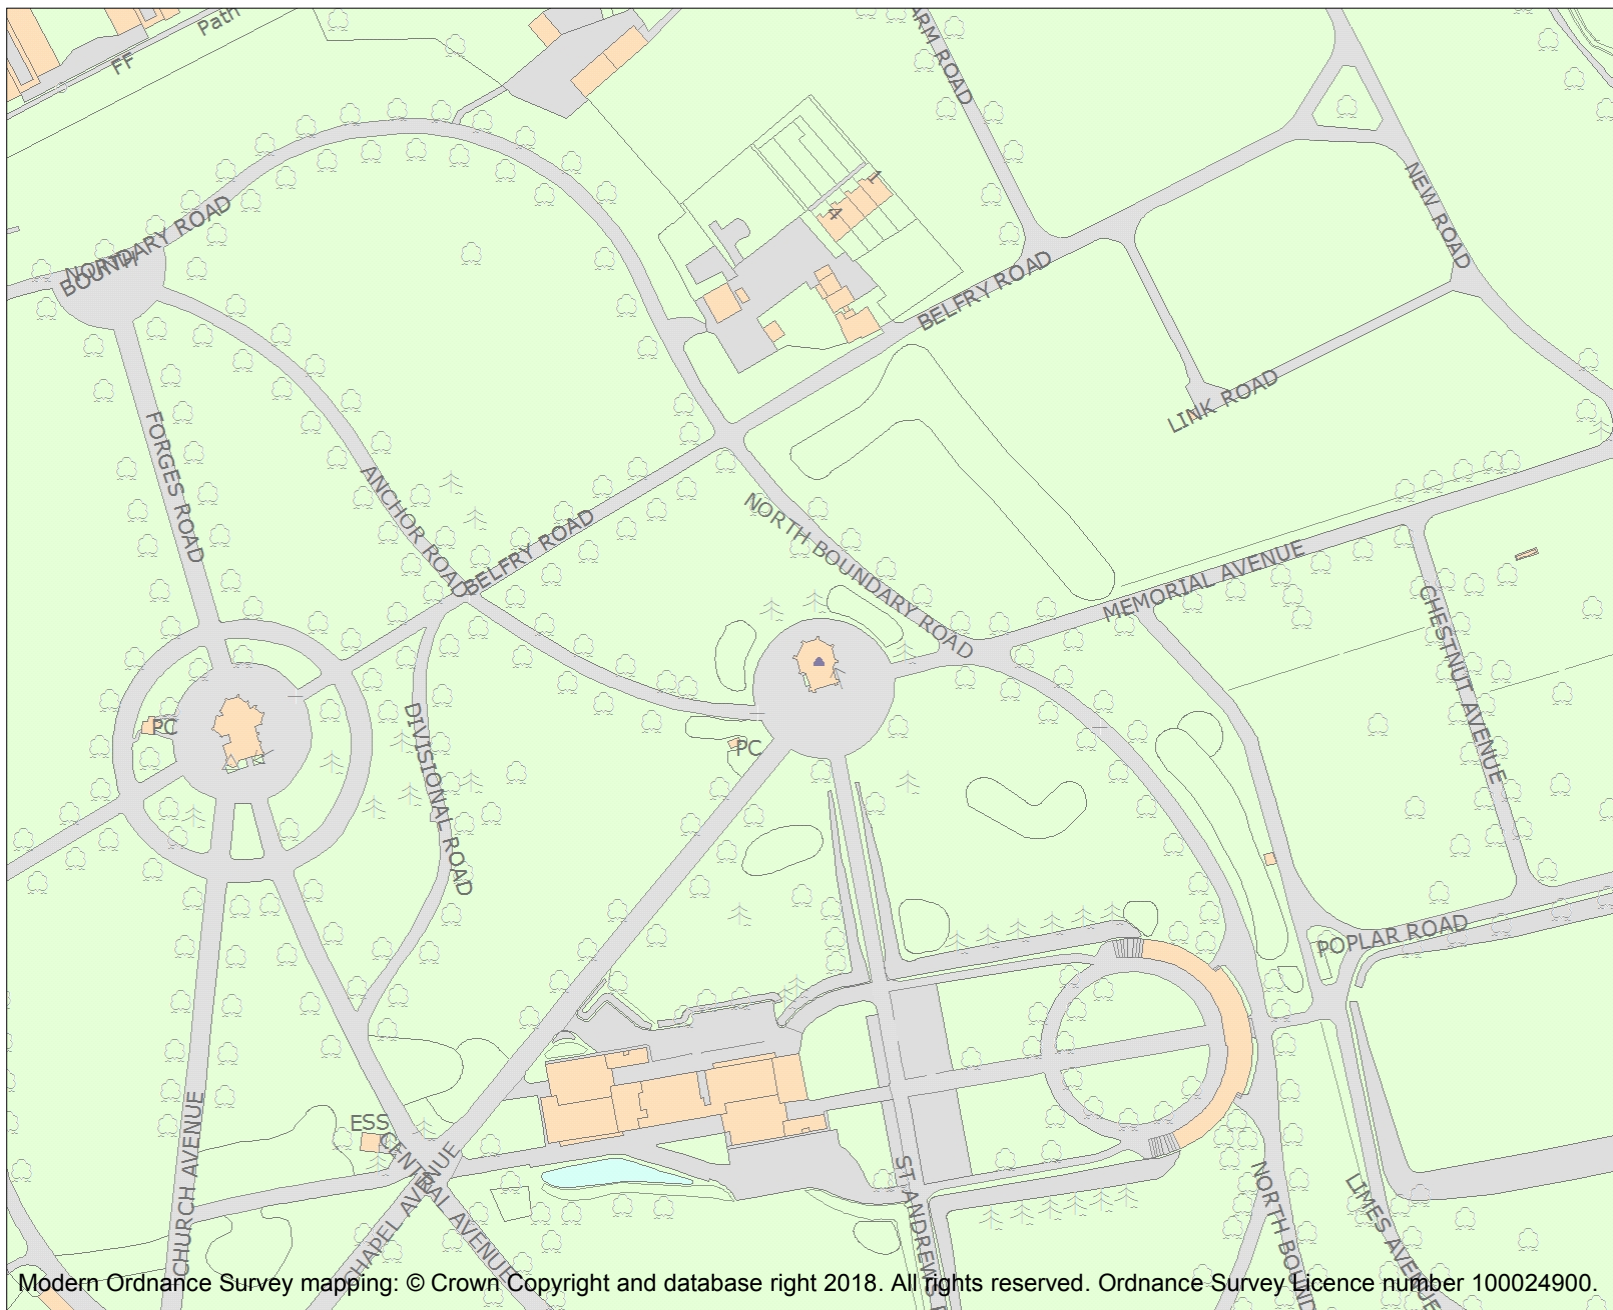 Path
FF
ARM ROAD
NORTH
BOUNDARY ROAD
1
4
NEW ROAD
BELFRY ROAD
LINK ROAD
FORGES ROAD
ANCHOR ROAD
BELFRY ROAD
NORTH BOUNDARY ROAD
MEMORIAL AVENUE
CHESTNUT AVENUE
PC
PC
DIVISIONAL ROAD
POPLAR ROAD
ESS
CENTRAL AVENUE
CHURCH AVENUE
CHAPEL AVENUE
ST ANDREWS
NORTH BOUND
LIMES AVENUE
Modern Ordnance Survey mapping: © Crown Copyright and database right 2018. All rights reserved. Ordnance Survey Licence number 100024900.